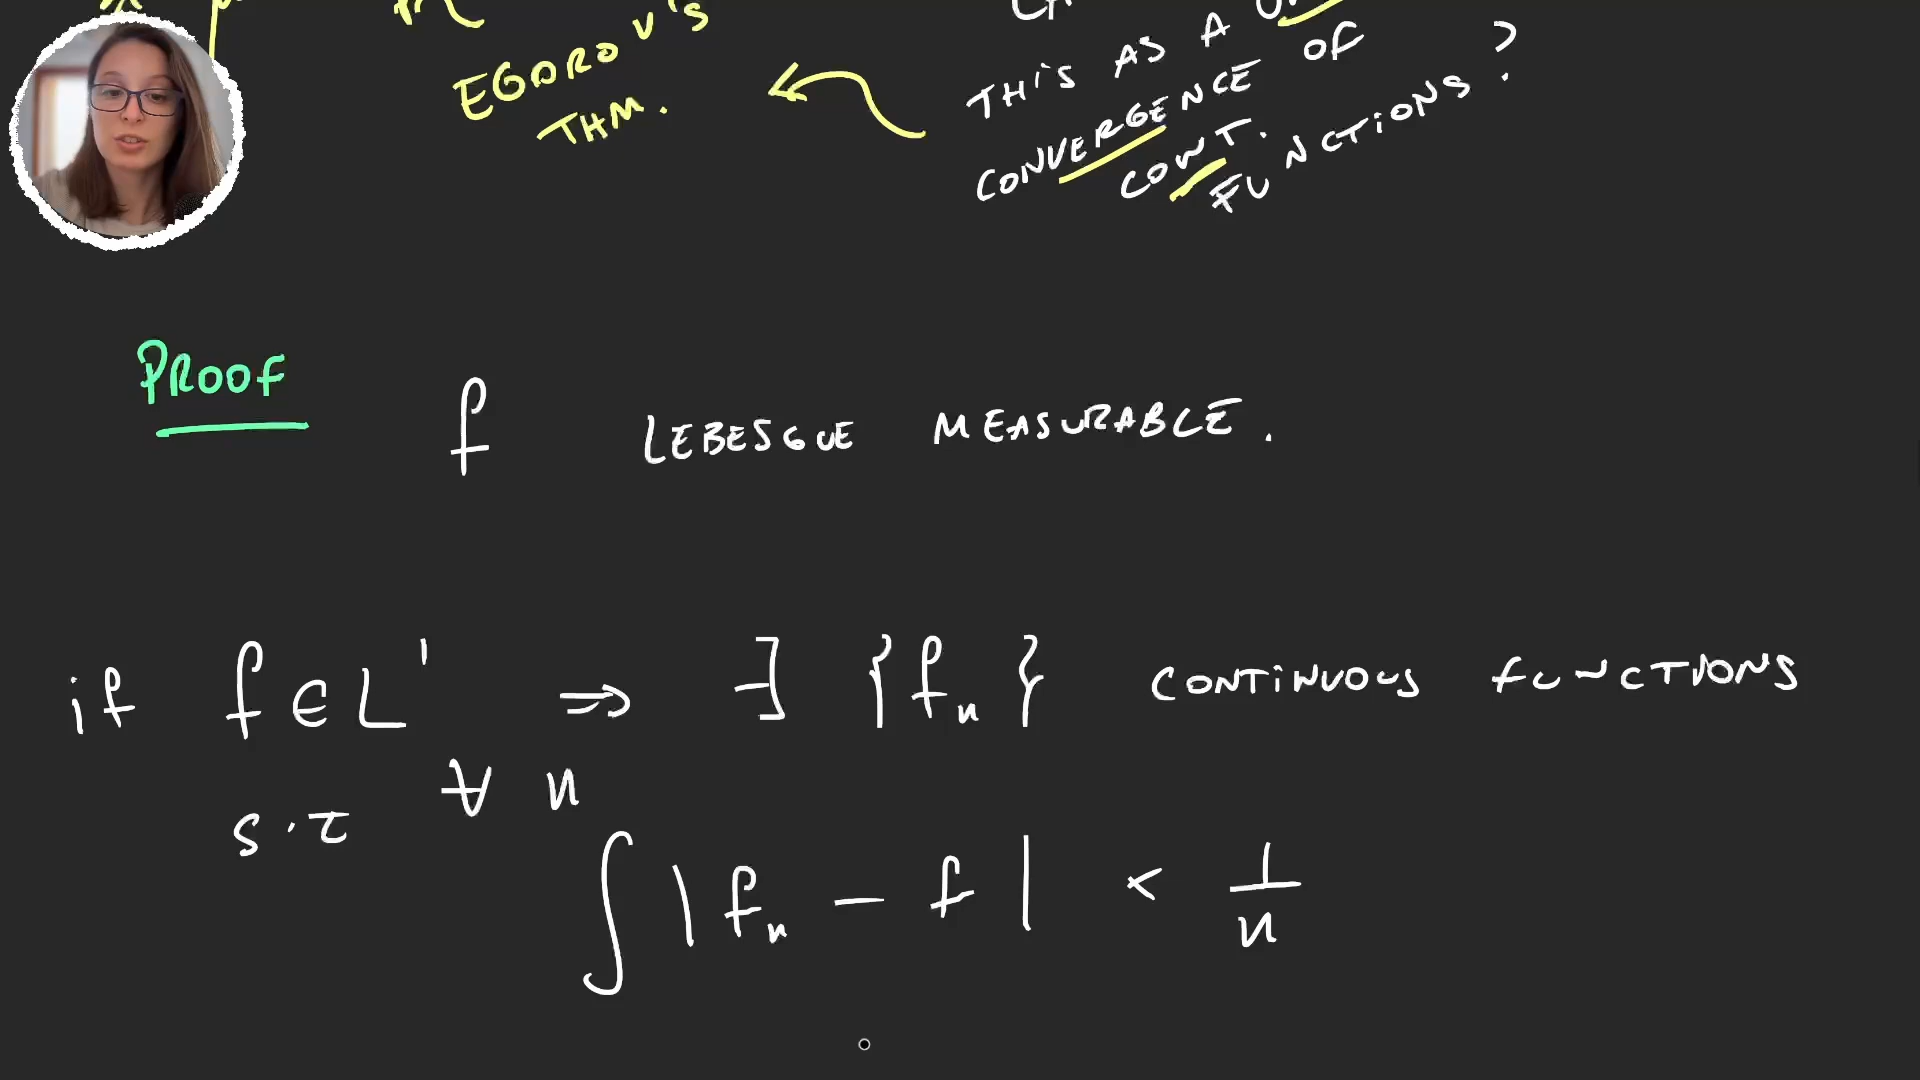 EGOROV'S
THM.
THIS AS A
CONVERGENCE OF
CONT.
FUNCTIONS?
PROOF
f LEBESGUE MEASURABLE.
if f ∈ L¹ ⇒ ∃ {fₙ} CONTINUOUS FUNCTIONS
s.t ∀ n
∫ | fₙ - f | < 1/n